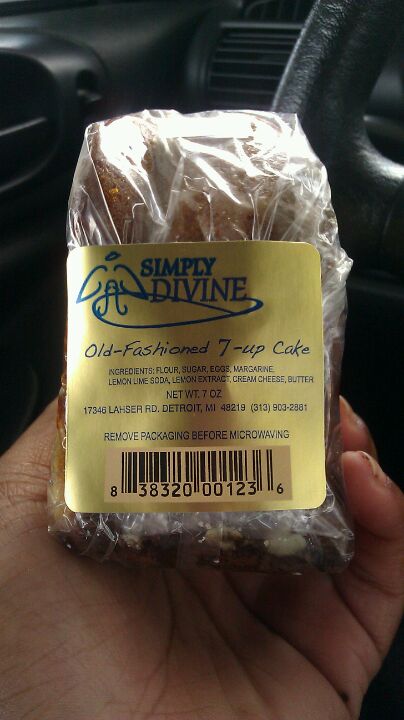 SIMPLY
DIVINE
Old-Fashioned 7-up Cake
INGREDIENTS: FLOUR, SUGAR, EGGS, MARGARINE,
LEMON LIME SODA, LEMON EXTRACT, CREAM CHEESE, BUTTER
NET WT. 7 OZ
17346 LAHSER RD. DETROIT, MI 48219 (313) 903-2881
REMOVE PACKAGING BEFORE MICROWAVING
8 38320 00123 6